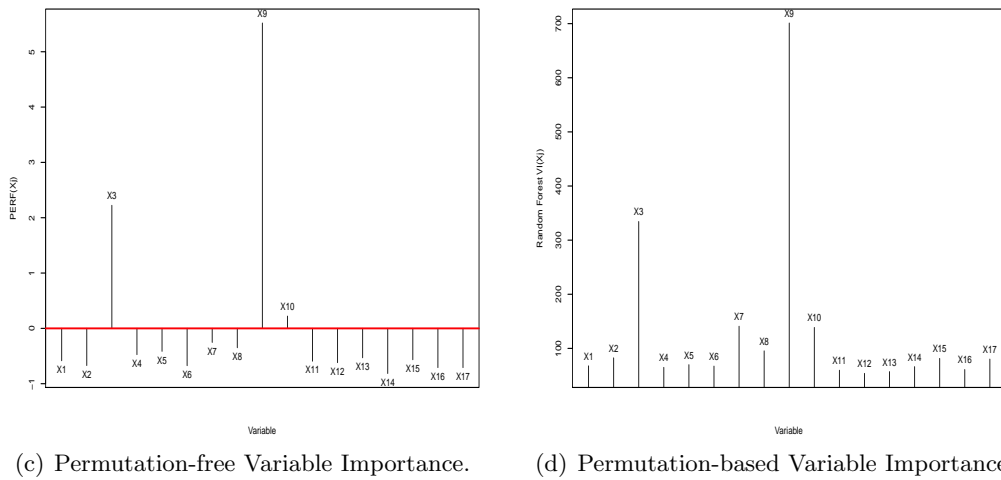 X9
5
4
3
2
1
0
−1
PERF(Xj)
X3
X10
X1
X2
X4
X5
X6
X7
X8
X11
X12
X13
X14
X15
X16
X17
Variable
(c) Permutation-free Variable Importance.
X9
700
600
500
400
300
200
100
Random Forest VI(Xj)
X3
X7
X10
X1
X2
X4
X5
X6
X8
X11
X12
X13
X14
X15
X16
X17
Variable
(d) Permutation-based Variable Importance